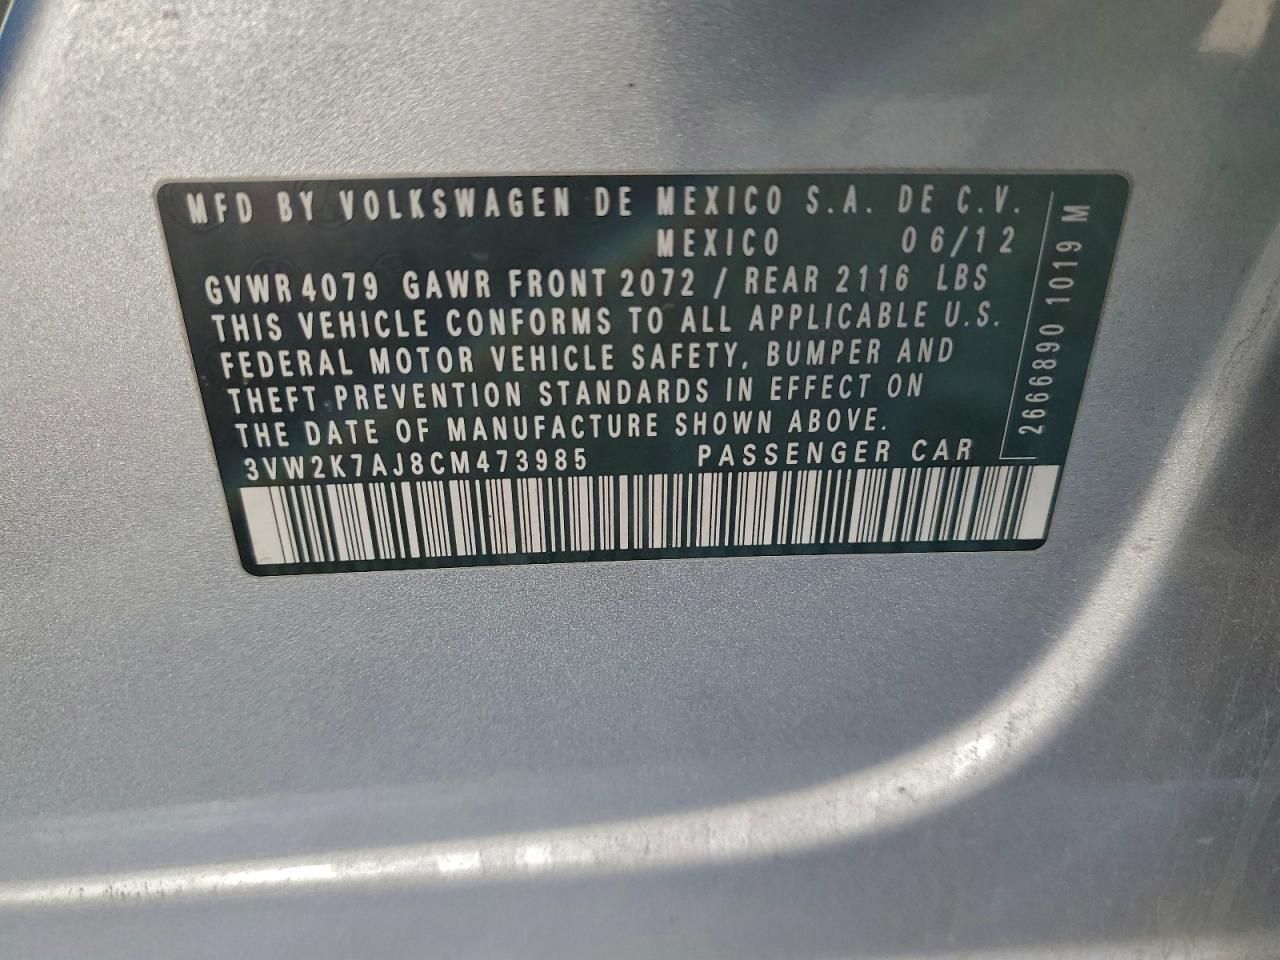 MFD BY VOLKSWAGEN DE MEXICO S.A. DE C.V.
MEXICO 06/12
GVWR 4079 GAWR FRONT 2072 / REAR 2116 LBS
THIS VEHICLE CONFORMS TO ALL APPLICABLE U.S.
FEDERAL MOTOR VEHICLE SAFETY, BUMPER AND
THEFT PREVENTION STANDARDS IN EFFECT ON
THE DATE OF MANUFACTURE SHOWN ABOVE.
3VW2K7AJ8CM473985 PASSENGER CAR
2666890 1019 M